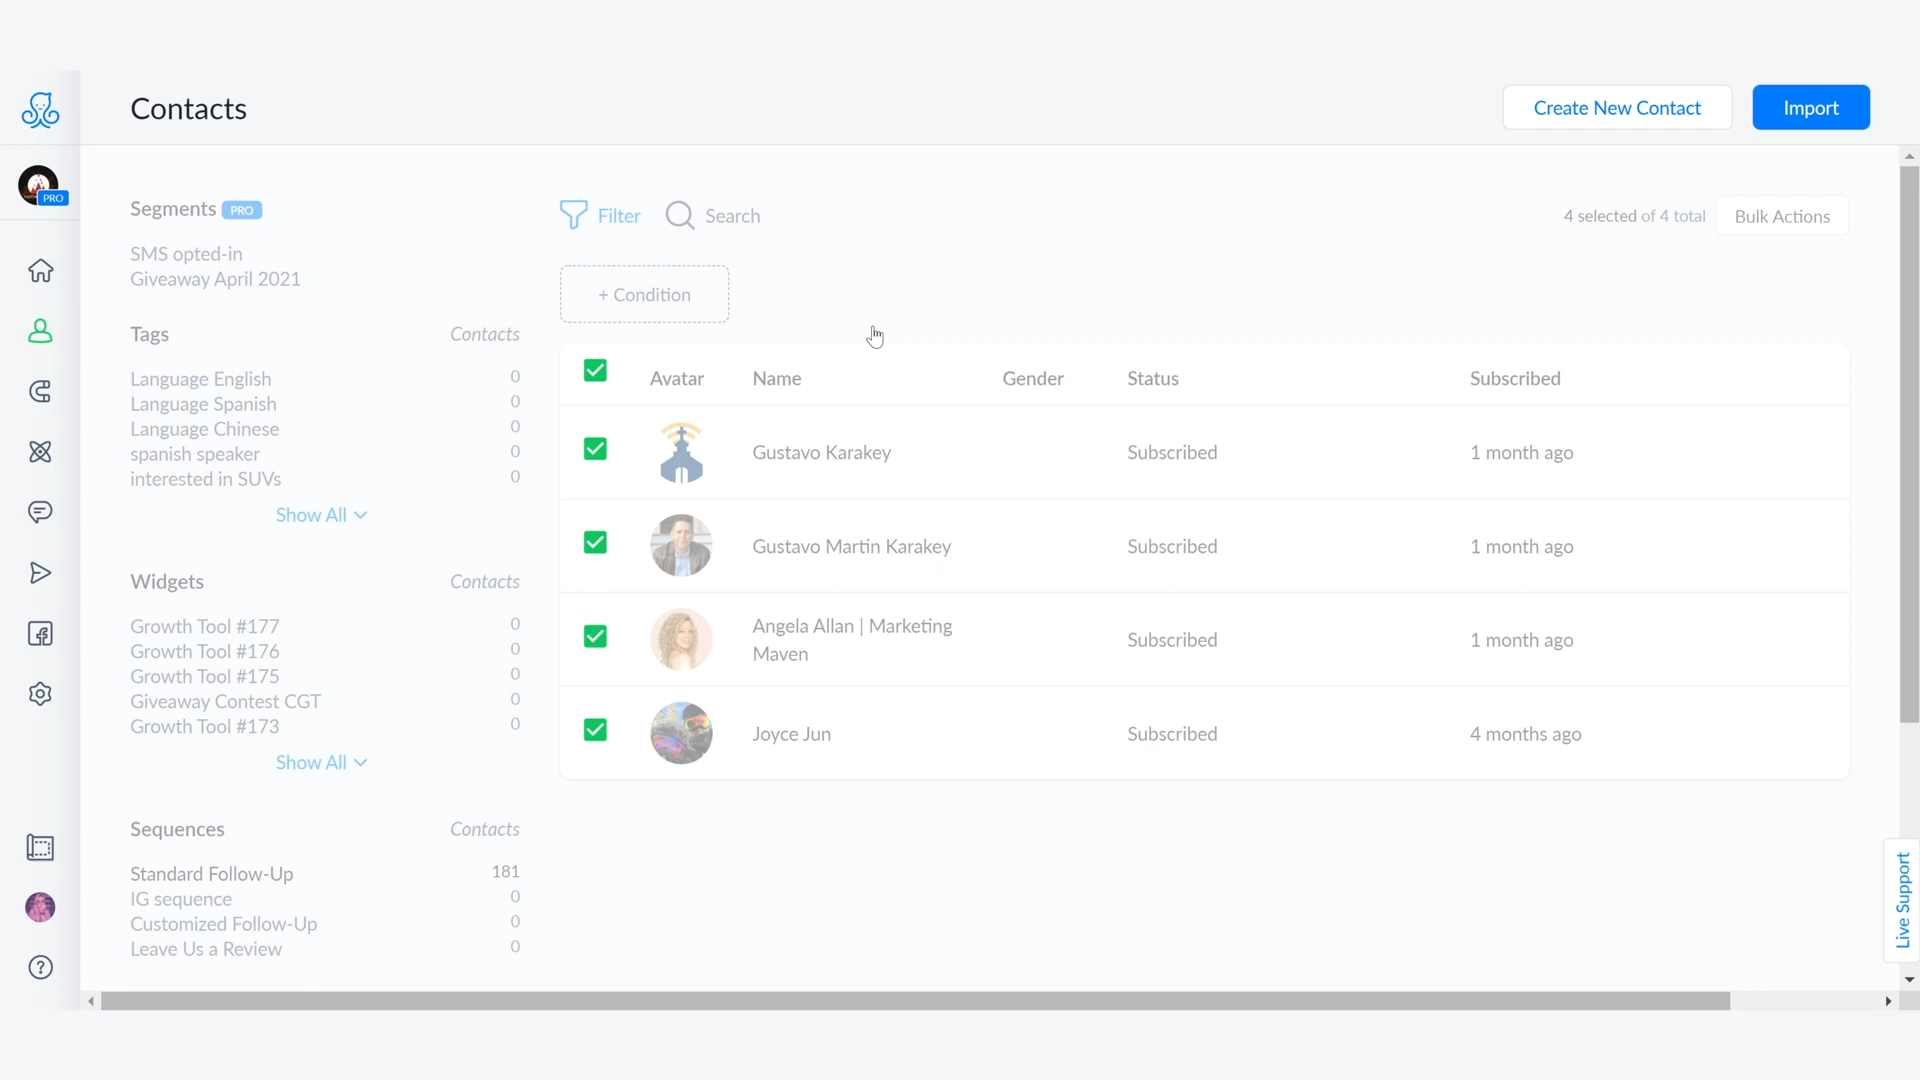 Contacts
Create New Contact
Import
PRO
Segments PRO
SMS opted-in
Giveaway April 2021
Filter
Search
4 selected of 4 total
Bulk Actions
+ Condition
Tags Contacts
Language English 0
Language Spanish 0
Language Chinese 0
spanish speaker 0
interested in SUVs 0
Show All
Widgets Contacts
Growth Tool #177 0
Growth Tool #176 0
Growth Tool #175 0
Giveaway Contest CGT 0
Growth Tool #173 0
Show All
Sequences Contacts
Standard Follow-Up 181
IG sequence 0
Customized Follow-Up 0
Leave Us a Review 0
Avatar Name Gender Status Subscribed
Gustavo Karakey Subscribed 1 month ago
Gustavo Martin Karakey Subscribed 1 month ago
Angela Allan | Marketing
Maven Subscribed 1 month ago
Joyce Jun Subscribed 4 months ago
Live Support